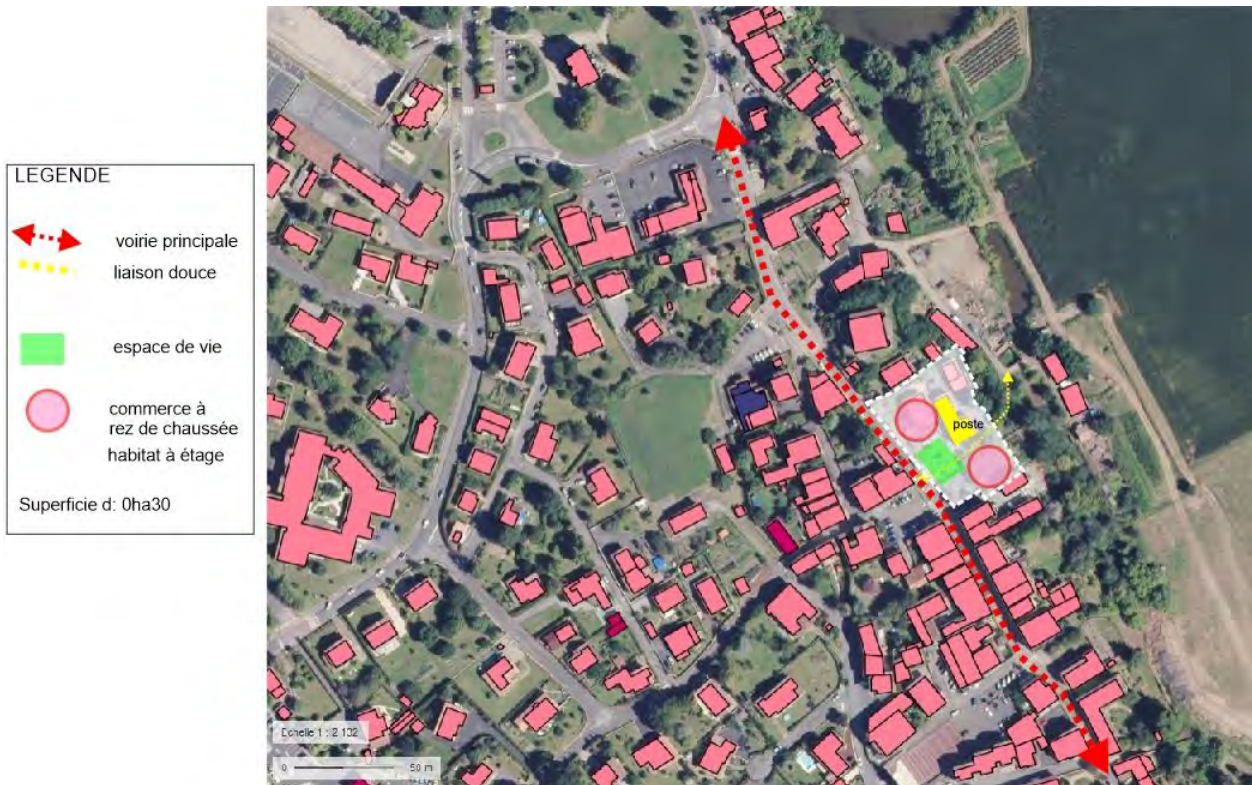 LEGENDE
voirie principale
liaison douce
espace de vie
commerce à
rez de chaussée
habitat à étage
Superficie d: 0ha30
poste
Echelle 1 : 2 132
0 50 m